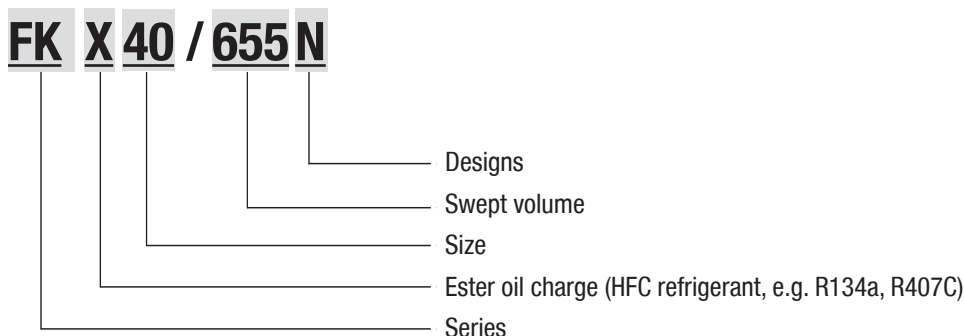 FK X 40 / 655 N
Designs
Swept volume
Size
Ester oil charge (HFC refrigerant, e.g. R134a, R407C)
Series